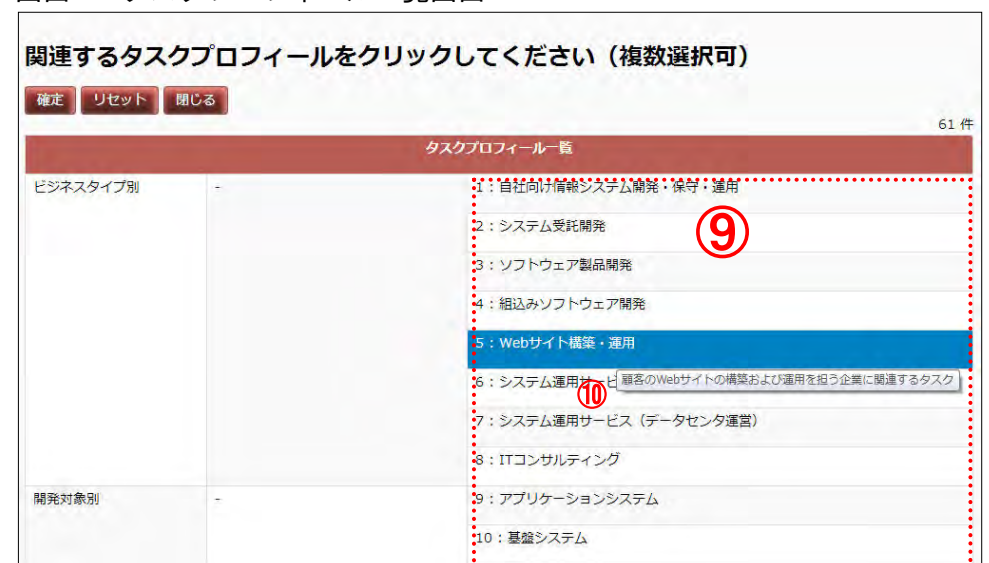 関連するタスクプロフィールをクリックしてください（複数選択可）
確定 リセット 閉じる
61 件
タスクプロフィール一覧
ビジネスタイプ別 - 1：自社向け情報システム開発・保守・運用
⑨
2：システム受託開発
3：ソフトウェア製品開発
4：組込みソフトウェア開発
5：Webサイト構築・運用
6：システム運用サービ 顧客のWebサイトの構築および運用を担う企業に関連するタスク
⑩
7：システム運用サービス（データセンタ運営）
8：ITコンサルティング
開発対象別 - 9：アプリケーションシステム
10：基盤システム